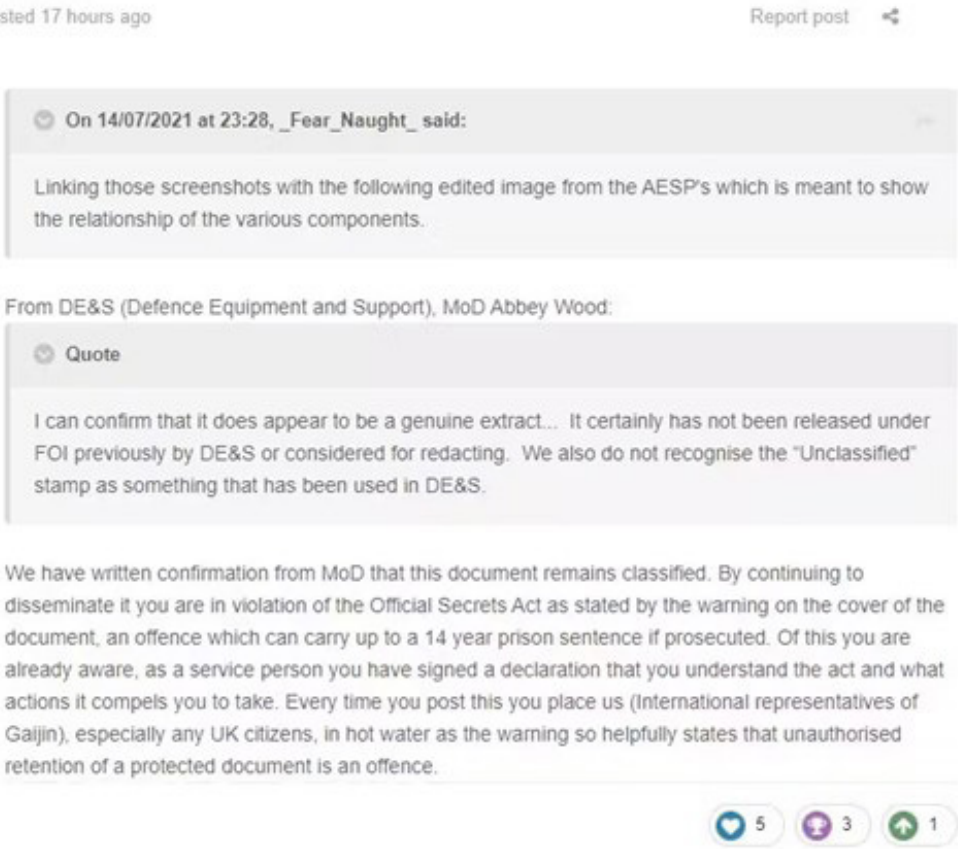 sted 17 hours ago
Report post
On 14/07/2021 at 23:28, _Fear_Naught_ said:
Linking those screenshots with the following edited image from the AESP's which is meant to show
the relationship of the various components.
From DE&S (Defence Equipment and Support), MoD Abbey Wood:
Quote
I can confirm that it does appear to be a genuine extract... It certainly has not been released under
FOI previously by DE&S or considered for redacting. We also do not recognise the "Unclassified"
stamp as something that has been used in DE&S.
We have written confirmation from MoD that this document remains classified. By continuing to
disseminate it you are in violation of the Official Secrets Act as stated by the warning on the cover of the
document, an offence which can carry up to a 14 year prison sentence if prosecuted. Of this you are
already aware, as a service person you have signed a declaration that you understand the act and what
actions it compels you to take. Every time you post this you place us (International representatives of
Gaijin), especially any UK citizens, in hot water as the warning so helpfully states that unauthorised
retention of a protected document is an offence.
5 3 1